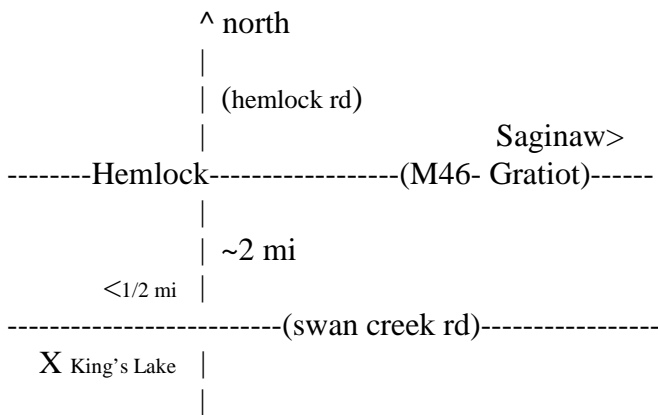 ^ north
|
| (hemlock rd)
|
Saginaw>
--------Hemlock------------------(M46- Gratiot)------
|
| ~2 mi
<1/2 mi |
--------------------------(swan creek rd)-----------------
X King's Lake |
|